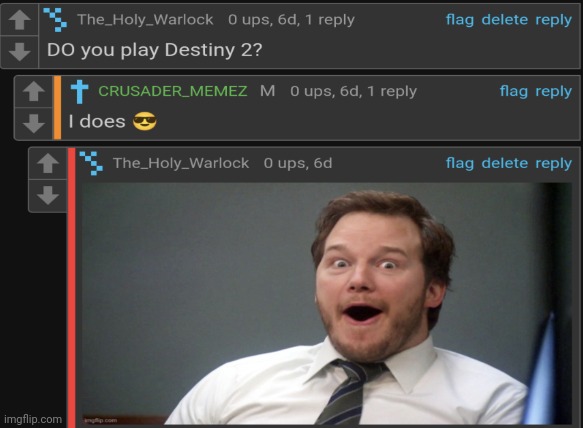 The_Holy_Warlock 0 ups, 6d, 1 reply flag delete reply
DO you play Destiny 2?
CRUSADER_MEMEZ M 0 ups, 6d, 1 reply flag reply
I does 😎
The_Holy_Warlock 0 ups, 6d flag delete reply
imgflip.com
imgflip.com